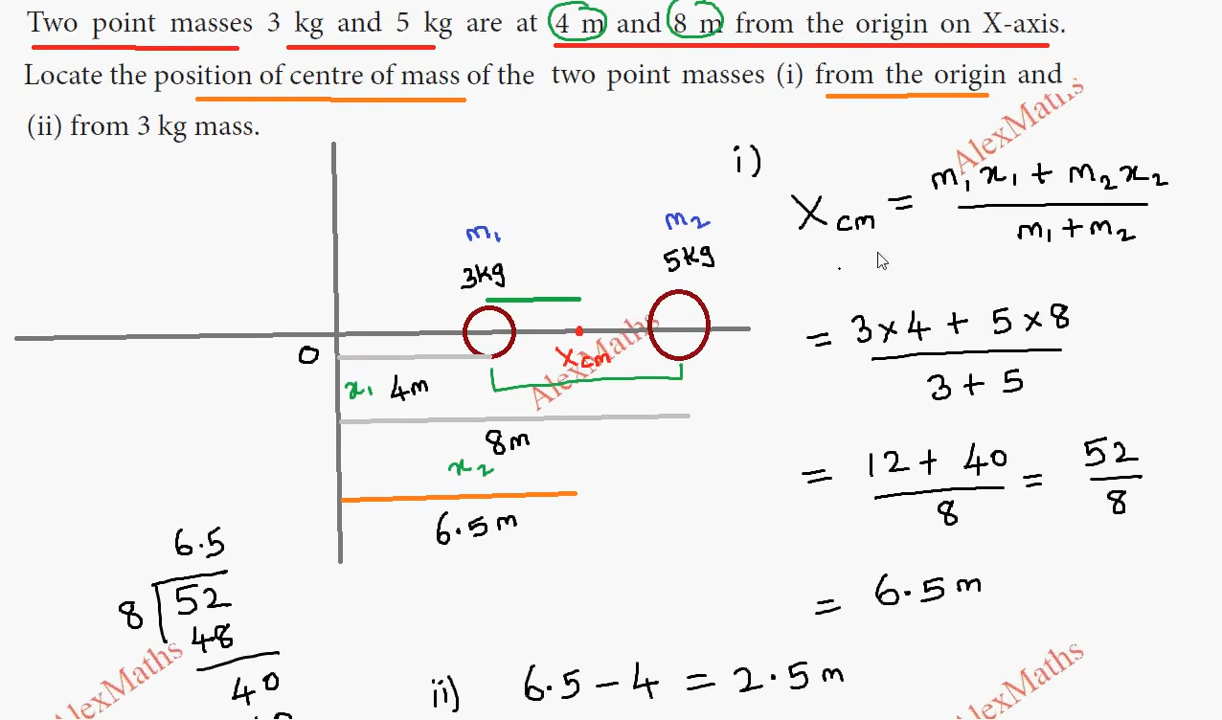 Two point masses 3 kg and 5 kg are at 4 m and 8 m from the origin on X-axis.
Locate the position of centre of mass of the two point masses (i) from the origin and
(ii) from 3 kg mass.
AlexMaths
i)
Xcm = m₁x₁ + m₂x₂
m₁ + m₂
m₁
m₂
3kg
5kg
= 3×4 + 5×8
3 + 5
0
Xcm
AlexMaths
x₁ 4m
8m
x₂
= 12 + 40 = 52
8 8
6.5m
6.5
8 52
48
40
= 6.5m
AlexMaths
AlexMaths
ii) 6.5 - 4 = 2.5m